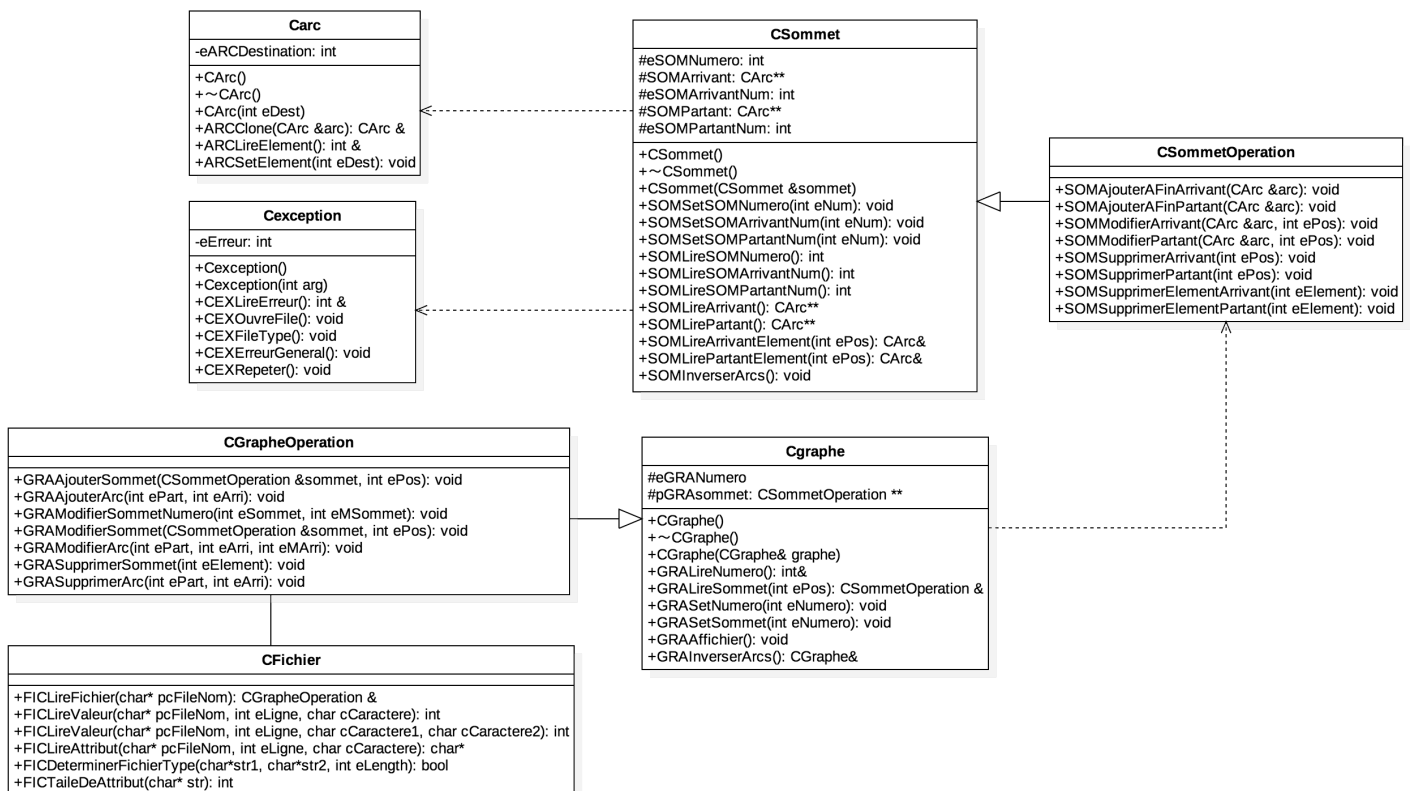 Carc
-eARCDestination: int
+CArc()
+~CArc()
+CArc(int eDest)
+ARCClone(CArc &arc): CArc &
+ARCLireElement(): int &
+ARCSetElement(int eDest): void
Cexception
-eErreur: int
+Cexception()
+Cexception(int arg)
+CEXLireErreur(): int &
+CEXOuvreFile(): void
+CEXFileType(): void
+CEXErreurGeneral(): void
+CEXRepeter(): void
CSommet
#eSOMNumero: int
#SOMArrivant: CArc**
#eSOMArrivantNum: int
#SOMPartant: CArc**
#eSOMPartantNum: int
+CSommet()
+~CSommet()
+CSommet(CSommet &sommet)
+SOMSetSOMNumero(int eNum): void
+SOMSetSOMArrivantNum(int eNum): void
+SOMSetSOMPartantNum(int eNum): void
+SOMLireSOMNumero(): int
+SOMLireSOMArrivantNum(): int
+SOMLireSOMPartantNum(): int
+SOMLireArrivant(): CArc**
+SOMLirePartant(): CArc**
+SOMLireArrivantElement(int ePos): CArc&
+SOMLirePartantElement(int ePos): CArc&
+SOMInverserArcs(): void
CSommetOperation
+SOMAjouterAFinArrivant(CArc &arc): void
+SOMAjouterAFinPartant(CArc &arc): void
+SOMModifierArrivant(CArc &arc, int ePos): void
+SOMModifierPartant(CArc &arc, int ePos): void
+SOMSupprimerArrivant(int ePos): void
+SOMSupprimerPartant(int ePos): void
+SOMSupprimerElementArrivant(int eElement): void
+SOMSupprimerElementPartant(int eElement): void
CGrapheOperation
+GRAAjouterSommet(CSommetOperation &sommet, int ePos): void
+GRAAjouterArc(int ePart, int eArri): void
+GRAModifierSommetNumero(int eSommet, int eMSommet): void
+GRAModifierSommet(CSommetOperation &sommet, int ePos): void
+GRAModifierArc(int ePart, int eArri, int eMArri): void
+GRASupprimerSommet(int eElement): void
+GRASupprimerArc(int ePart, int eArri): void
Cgraphe
#eGRANumero
#pGRAsommet: CSommetOperation **
+CGraphe()
+~CGraphe()
+CGraphe(CGraphe& graphe)
+GRALireNumero(): int&
+GRALireSommet(int ePos): CSommetOperation &
+GRASetNumero(int eNumero): void
+GRASetSommet(int eNumero): void
+GRAAffichier(): void
+GRAInverserArcs(): CGraphe&
CFichier
+FICLireFichier(char* pcFileNom): CGrapheOperation &
+FICLireValeur(char* pcFileNom, int eLigne, char cCaractere): int
+FICLireValeur(char* pcFileNom, int eLigne, char cCaractere1, char cCaractere2): int
+FICLireAttribut(char* pcFileNom, int eLigne, char cCaractere): char*
+FICDeterminerFichierType(char*str1, char*str2, int eLength): bool
+FICTaileDeAttribut(char* str): int